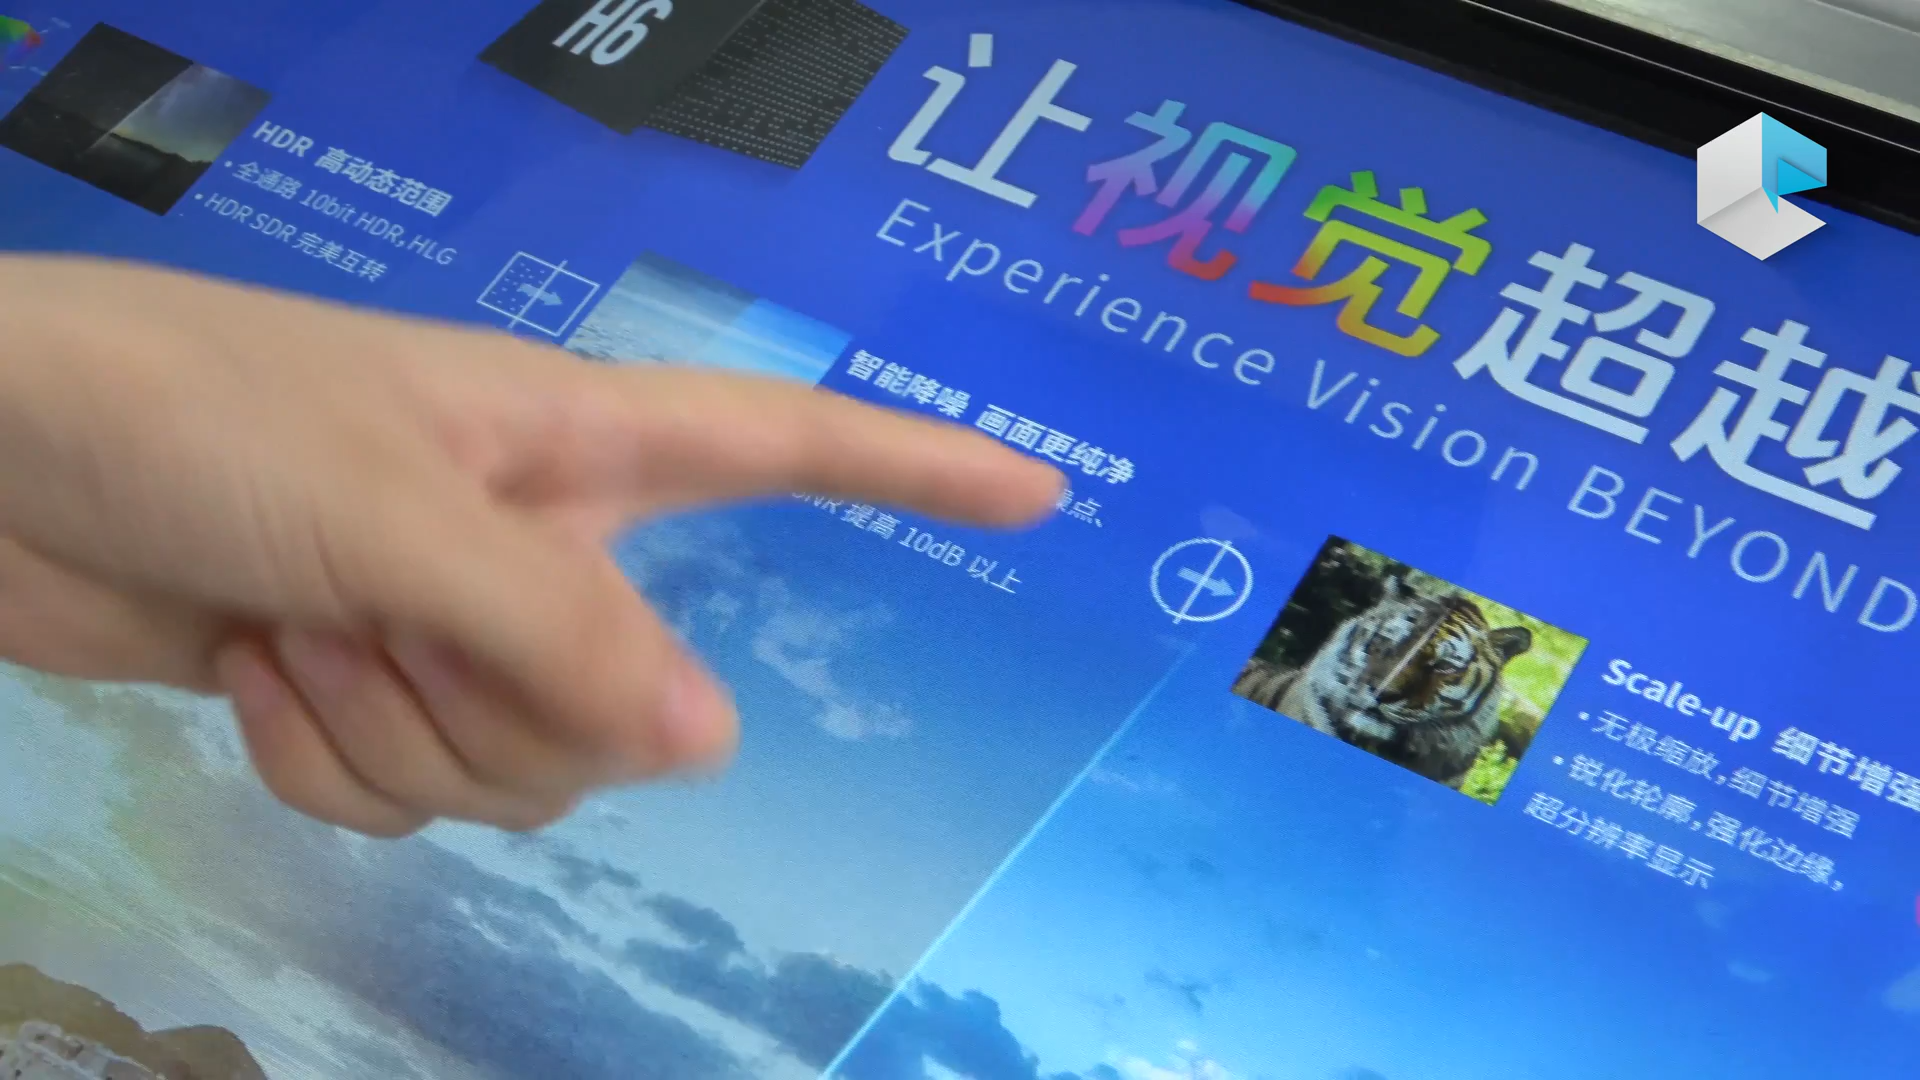 H6
让视觉超越
Experience Vision BEYOND
HDR 高动态范围
• 全通路 10bit HDR, HLG
• HDR SDR 完美互转
智能降噪 画面更纯净
噪点、
提高 10dB 以上
Scale-up 细节增强
• 无极缩放,细节增强
• 锐化轮廓,强化边缘,
超分辨率显示